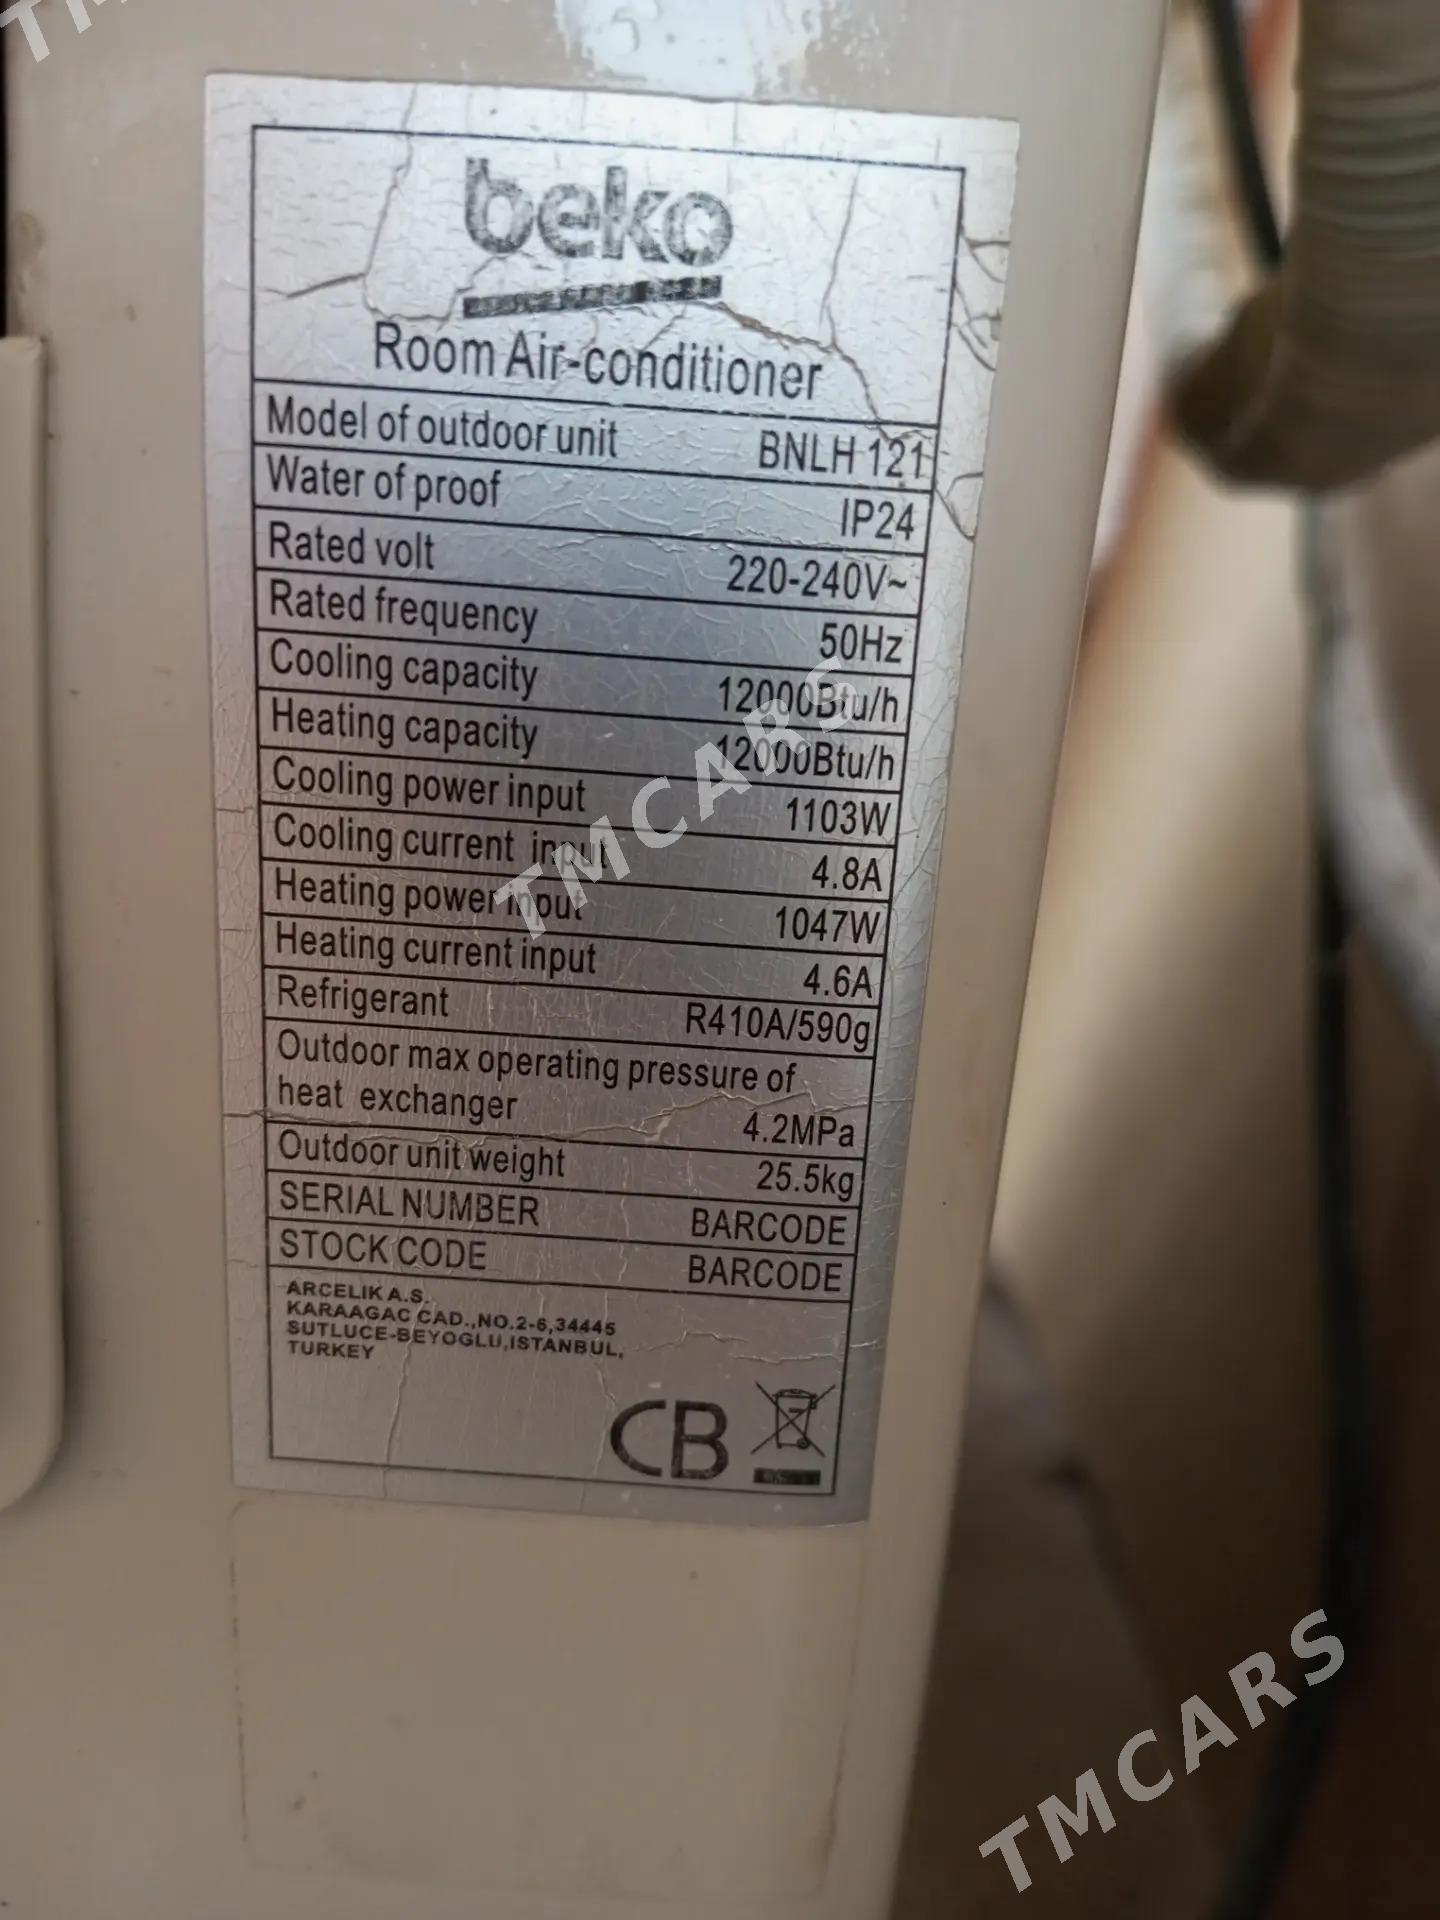 TMCARS
beko
Room Air-conditioner
Model of outdoor unit BNLH 121
Water of proof IP24
Rated volt 220-240V~
Rated frequency 50Hz
Cooling capacity 12000Btu/h
Heating capacity 12000Btu/h
Cooling power input 1103W
Cooling current input 4.8A
Heating power input 1047W
Heating current input 4.6A
Refrigerant R410A/590g
Outdoor max operating pressure of
heat exchanger 4.2MPa
Outdoor unit weight 25.5kg
SERIAL NUMBER BARCODE
STOCK CODE BARCODE
ARCELIK A.S.
KARAAGAC CAD.,NO.2-6,34445
SUTLUCE-BEYOGLU,ISTANBUL,
TURKEY
CB
TMCARS